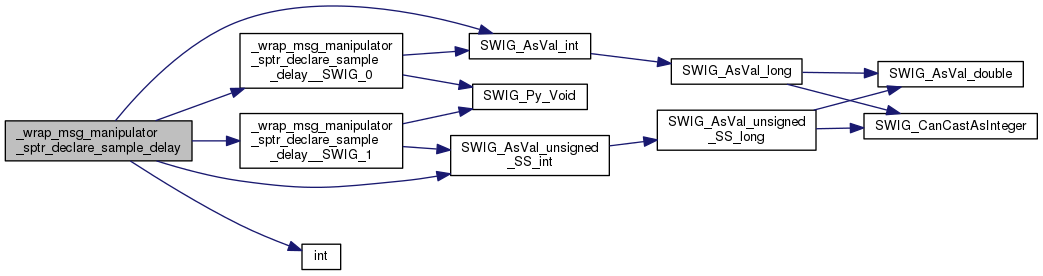 _wrap_msg_manipulator
_sptr_declare_sample_delay
_wrap_msg_manipulator
_sptr_declare_sample
_delay__SWIG_0
_wrap_msg_manipulator
_sptr_declare_sample
_delay__SWIG_1
int
SWIG_AsVal_int
SWIG_Py_Void
SWIG_AsVal_unsigned
_SS_int
SWIG_AsVal_long
SWIG_AsVal_unsigned
_SS_long
SWIG_AsVal_double
SWIG_CanCastAsInteger